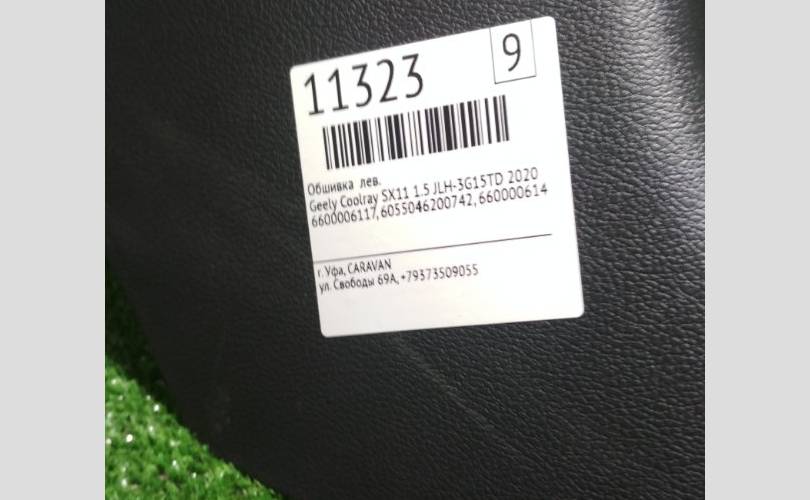 11323
9
Обшивка лев.
Geely Coolray SX11 1.5 JLH-3G15TD 2020
6600006117, 6055046200742, 660000614
г. Уфа, CARAVAN
ул. Свободы 69А, +79373509055